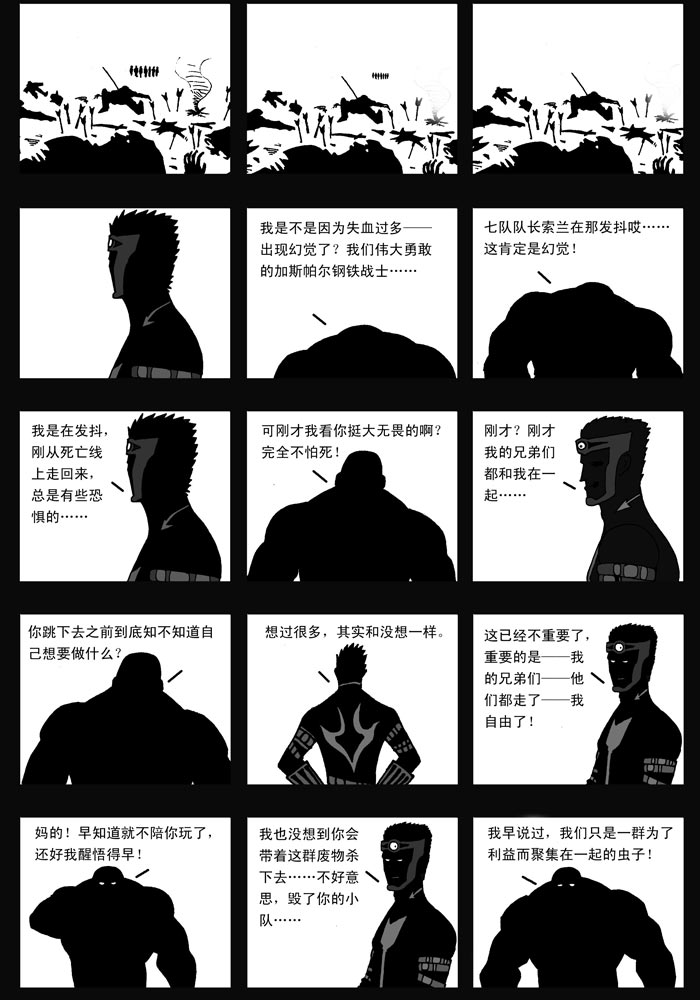 我是不是因为失血过多——
出现幻觉了？我们伟大勇敢
的加斯帕尔钢铁战士……
七队队长索兰在那发抖哎……
这肯定是幻觉！
我是在发抖，
刚从死亡线
上走回来，
总是有些恐
惧的……
可刚才我看你挺大无畏的啊？
完全不怕死！
刚才？刚才
我的兄弟们
都和我在一
起……
你跳下去之前到底知不知道自
己想要做什么？
想过很多，其实和没想一样。
这已经不重要了，
重要的是——我
的兄弟们——他
们都走了——我
自由了！
妈的！早知道就不陪你玩了，
还好我醒悟得早！
我也没想到你会
带着这群废物杀
下去……不好意
思，毁了你的小
队……
我早说过，我们只是一群为了
利益而聚集在一起的虫子！